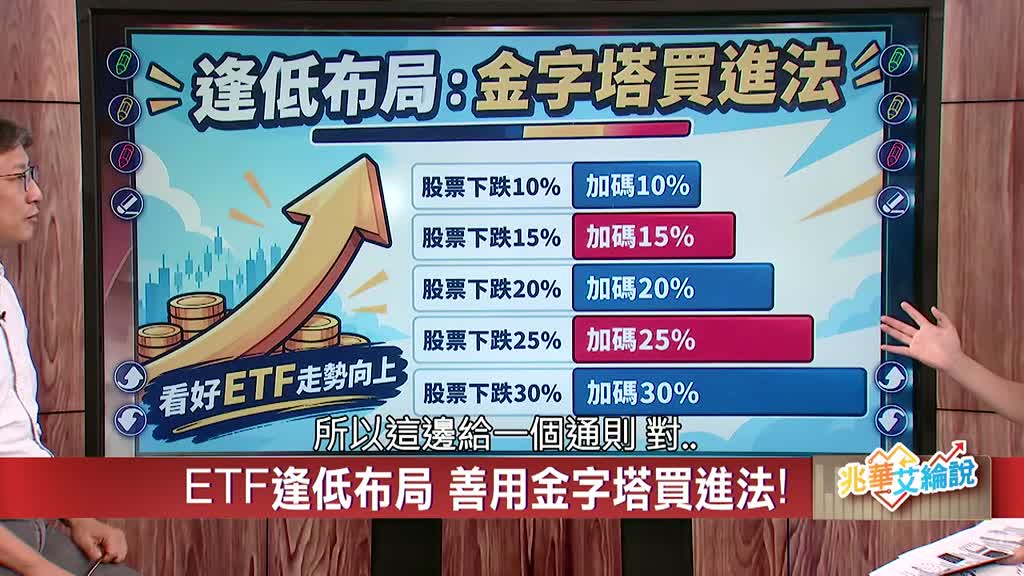 逢低布局:金字塔買進法
股票下跌10% 加碼10%
股票下跌15% 加碼15%
股票下跌20% 加碼20%
股票下跌25% 加碼25%
股票下跌30% 加碼30%
看好ETF走勢向上
所以這邊給一個通則 對..
ETF逢低布局 善用金字塔買進法!
兆華艾綸說